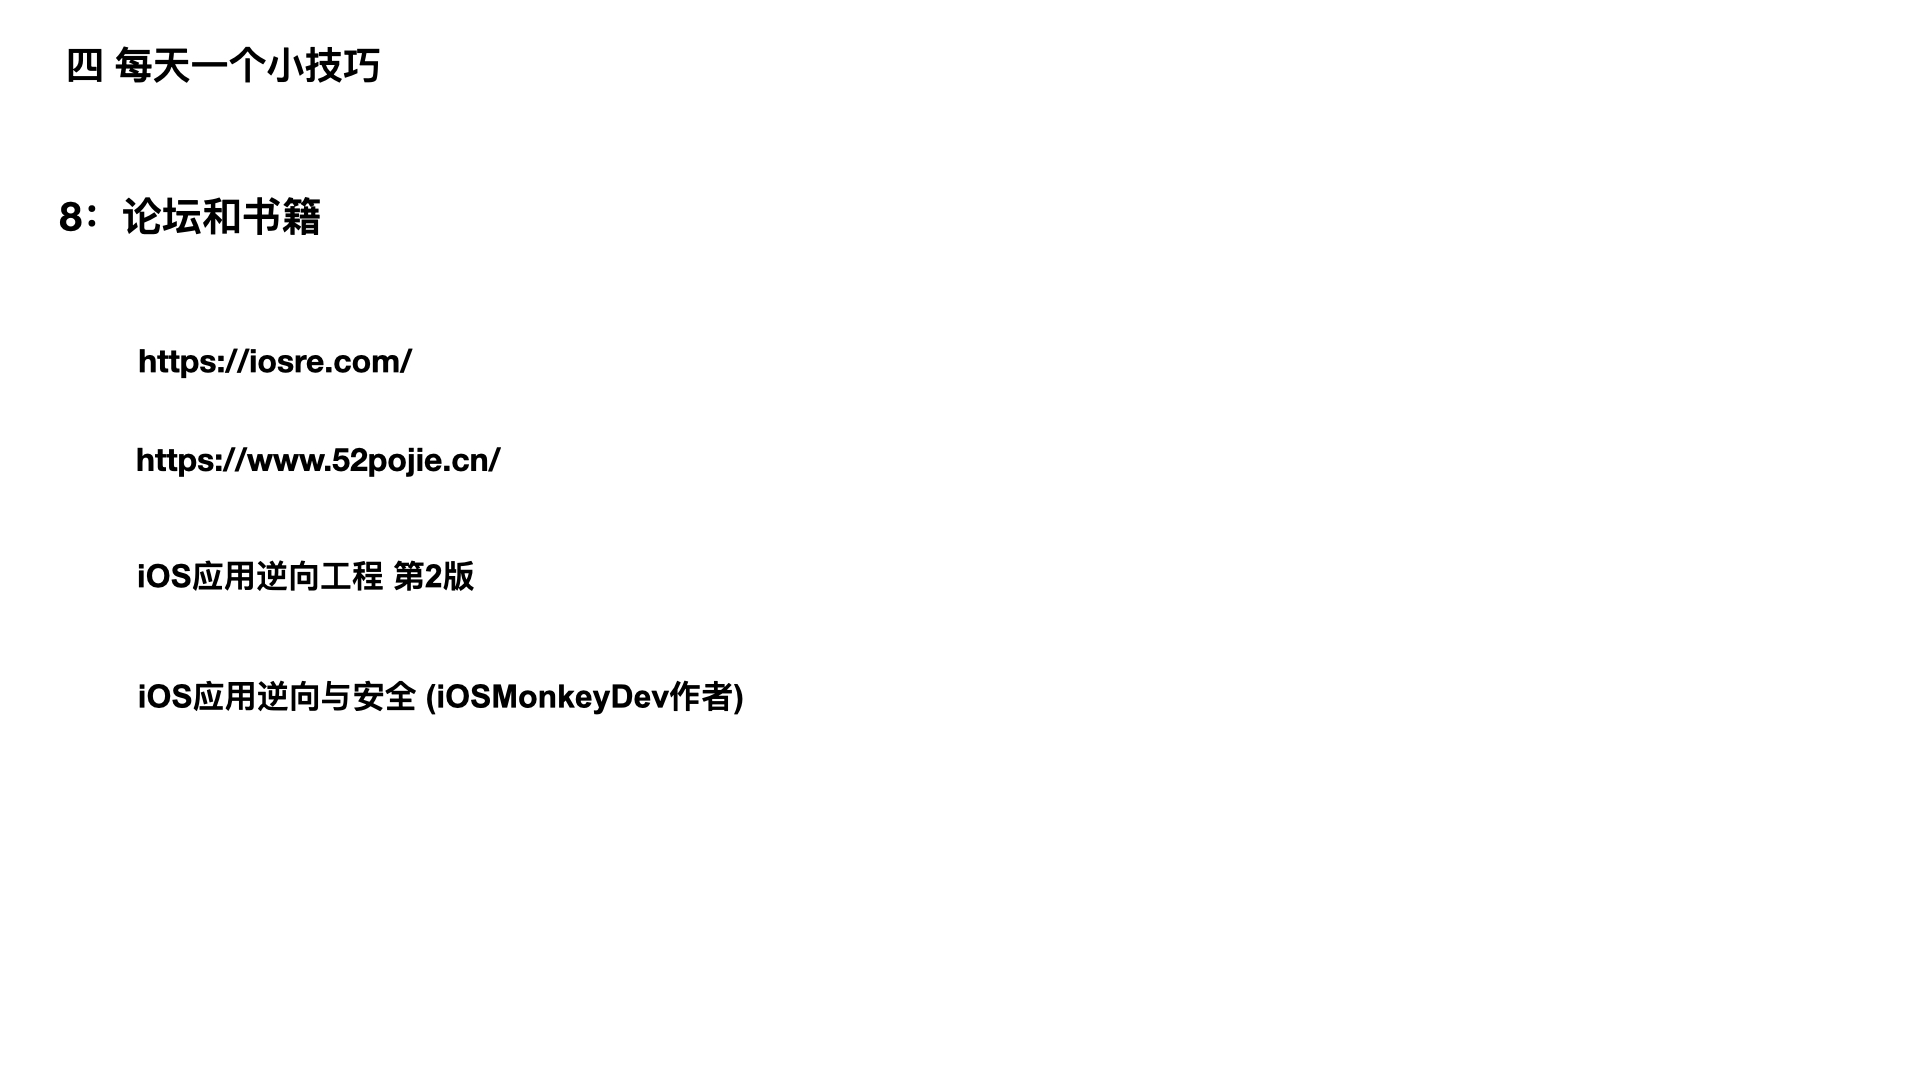 四 每天一个小技巧
8：论坛和书籍
https://iosre.com/
https://www.52pojie.cn/
iOS应用逆向工程 第2版
iOS应用逆向与安全 (iOSMonkeyDev作者)